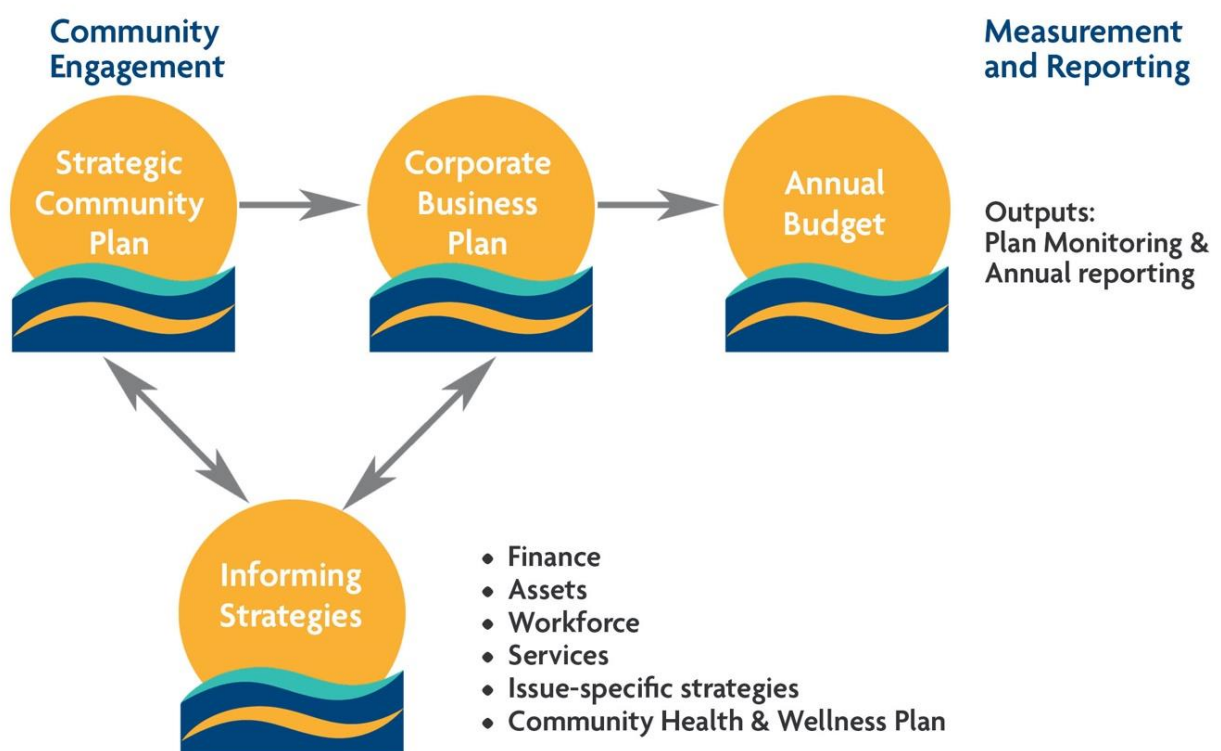 Community
Engagement
Measurement
and Reporting
Strategic
Community
Plan
Corporate
Business
Plan
Annual
Budget
Outputs:
Plan Monitoring &
Annual reporting
Informing
Strategies
• Finance
• Assets
• Workforce
• Services
• Issue-specific strategies
• Community Health & Wellness Plan